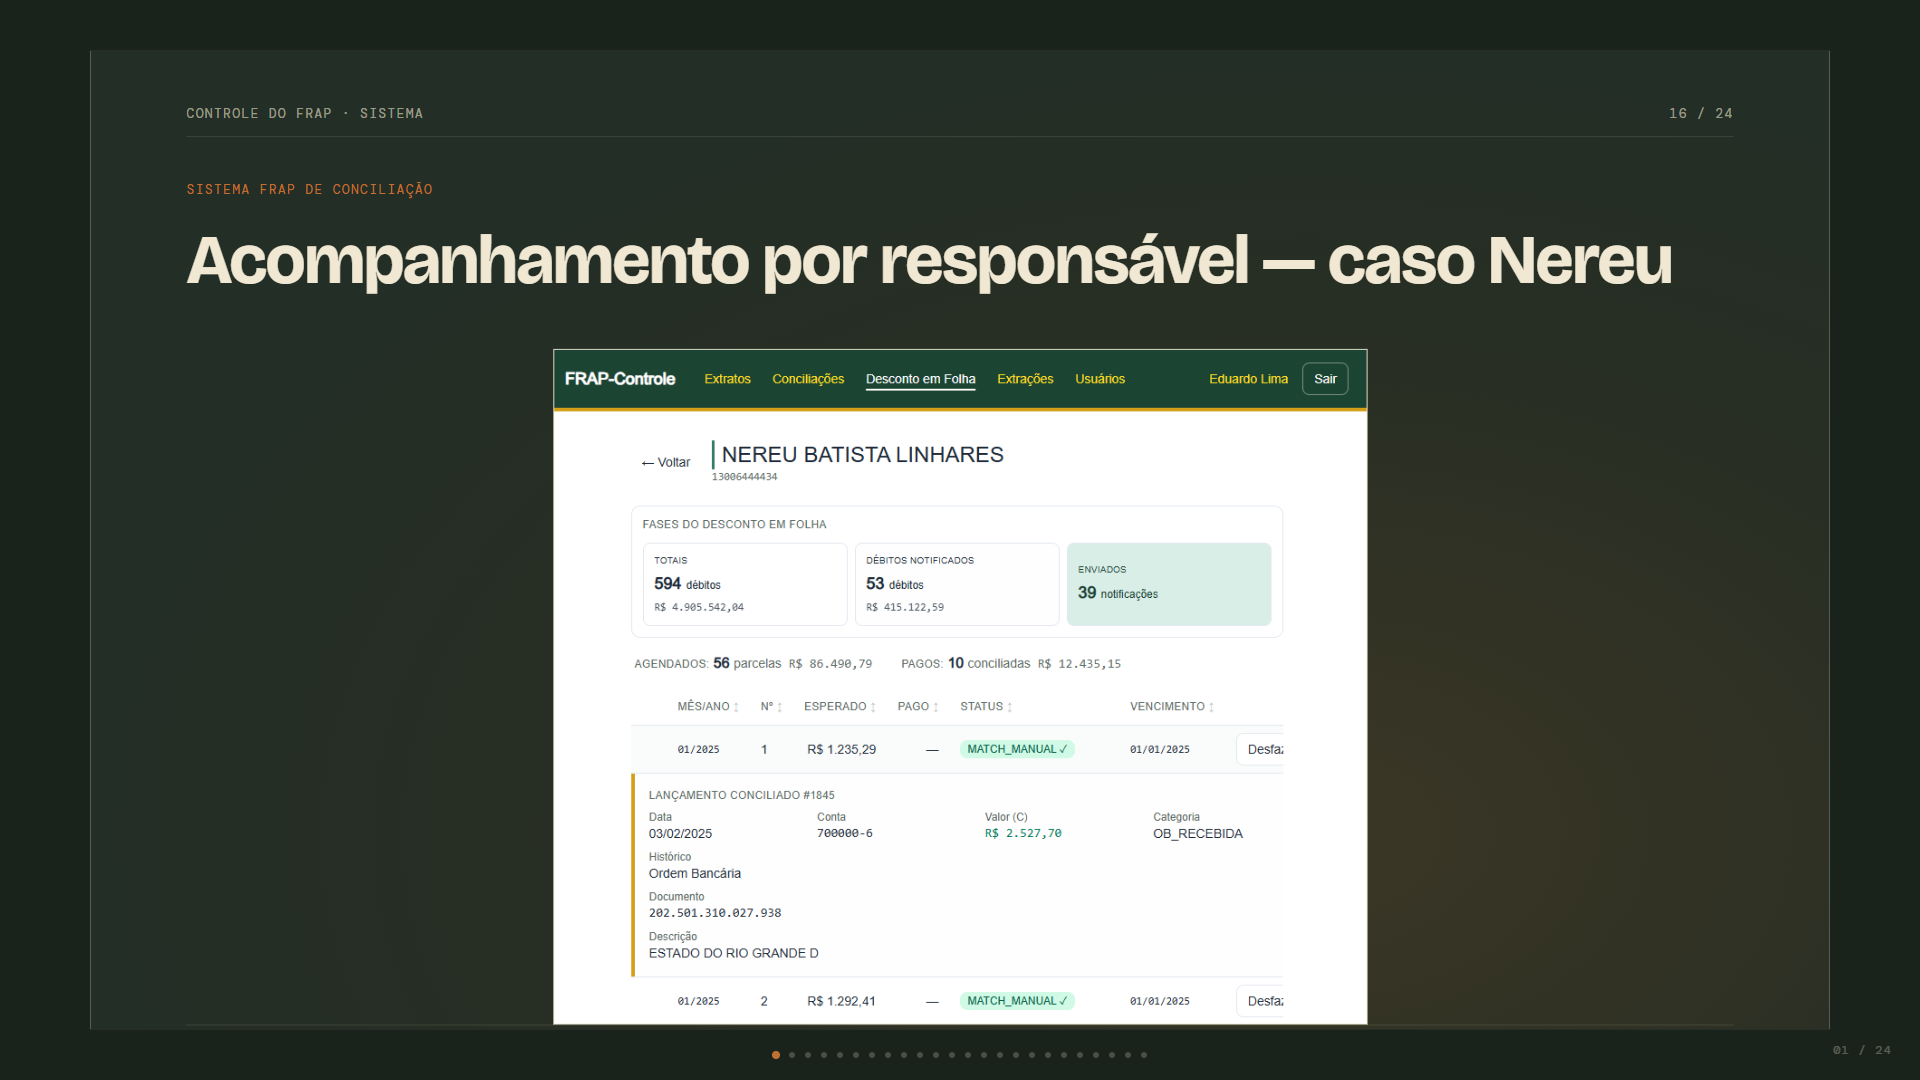 CONTROLE DO FRAP · SISTEMA
16 / 24
SISTEMA FRAP DE CONCILIAÇÃO
Acompanhamento por responsável — caso Nereu
FRAP-Controle Extratos Conciliações Desconto em Folha Extrações Usuários Eduardo Lima Sair
← Voltar
NEREU BATISTA LINHARES
13006444434
FASES DO DESCONTO EM FOLHA
TOTAIS
594 débitos
R$ 4.905.542,04
DÉBITOS NOTIFICADOS
53 débitos
R$ 415.122,59
ENVIADOS
39 notificações
AGENDADOS: 56 parcelas R$ 86.490,79 PAGOS: 10 conciliadas R$ 12.435,15
MÊS/ANO ↕ Nº ↕ ESPERADO ↕ PAGO ↕ STATUS ↕ VENCIMENTO ↕
01/2025 1 R$ 1.235,29 — MATCH_MANUAL ✓ 01/01/2025 Desfaz
LANÇAMENTO CONCILIADO #1845
Data Conta Valor (C) Categoria
03/02/2025 700000-6 R$ 2.527,70 OB_RECEBIDA
Histórico
Ordem Bancária
Documento
202.501.310.027.938
Descrição
ESTADO DO RIO GRANDE D
01/2025 2 R$ 1.292,41 — MATCH_MANUAL ✓ 01/01/2025 Desfaz
01 / 24